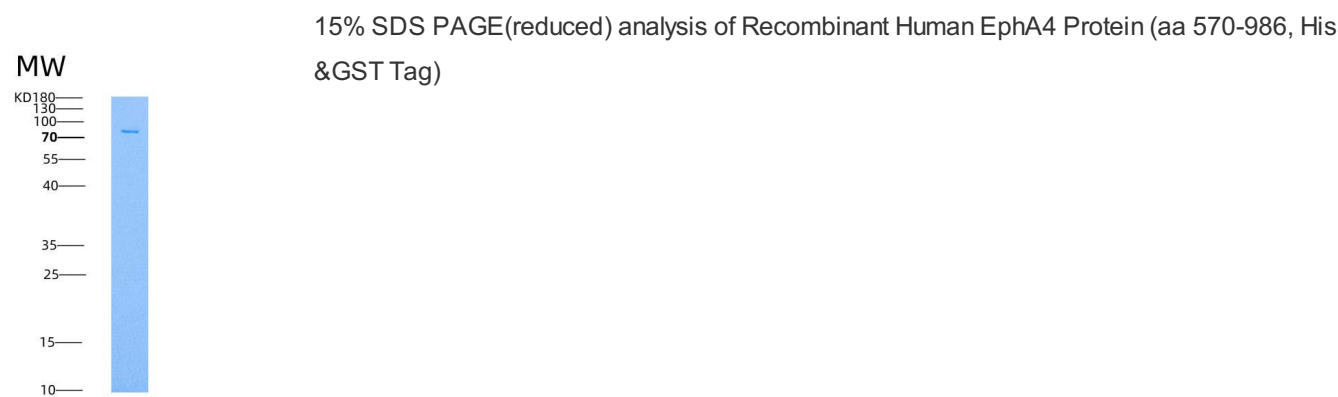 15% SDS PAGE(reduced) analysis of Recombinant Human EphA4 Protein (aa 570-986, His
&GST Tag)
MW
KD180
130
100
70
55
40
35
25
15
10